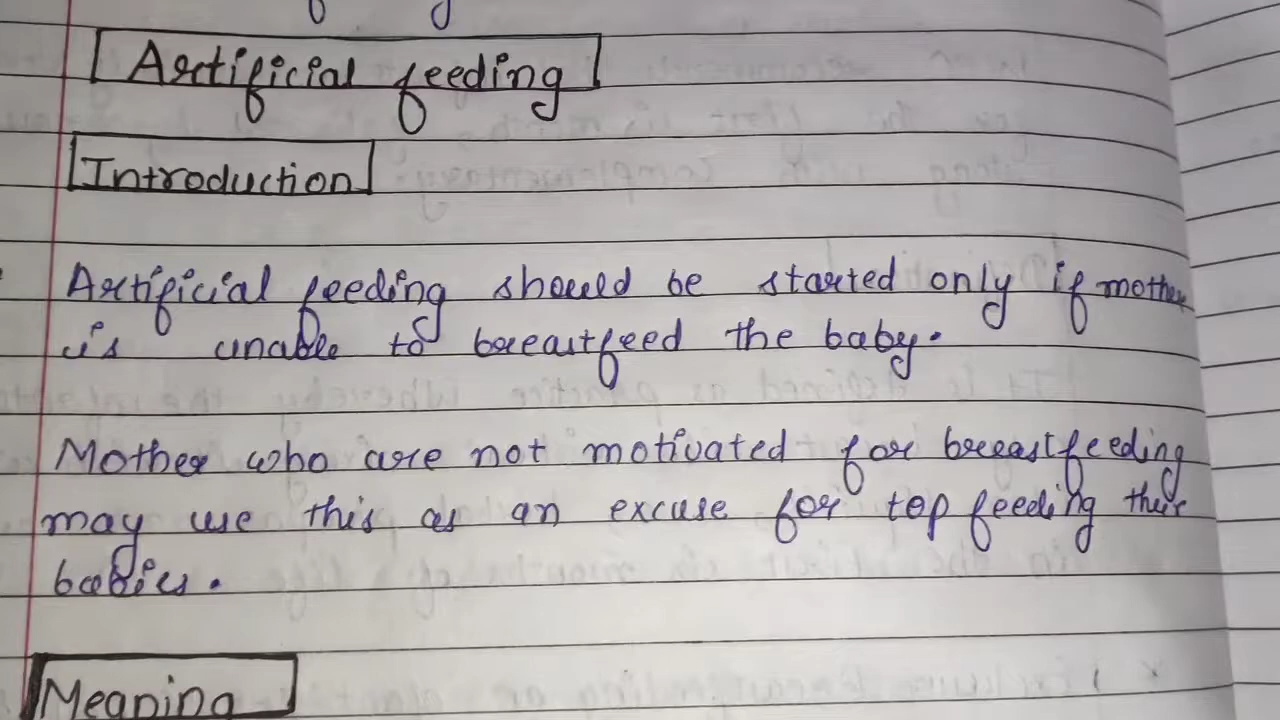 Artificial feeding
Introduction
Artificial feeding should be started only if mother
is unable to breastfeed the baby.
Mother who are not motivated for breastfeeding
may use this as an excuse for top feeding their
babies.
Meaning